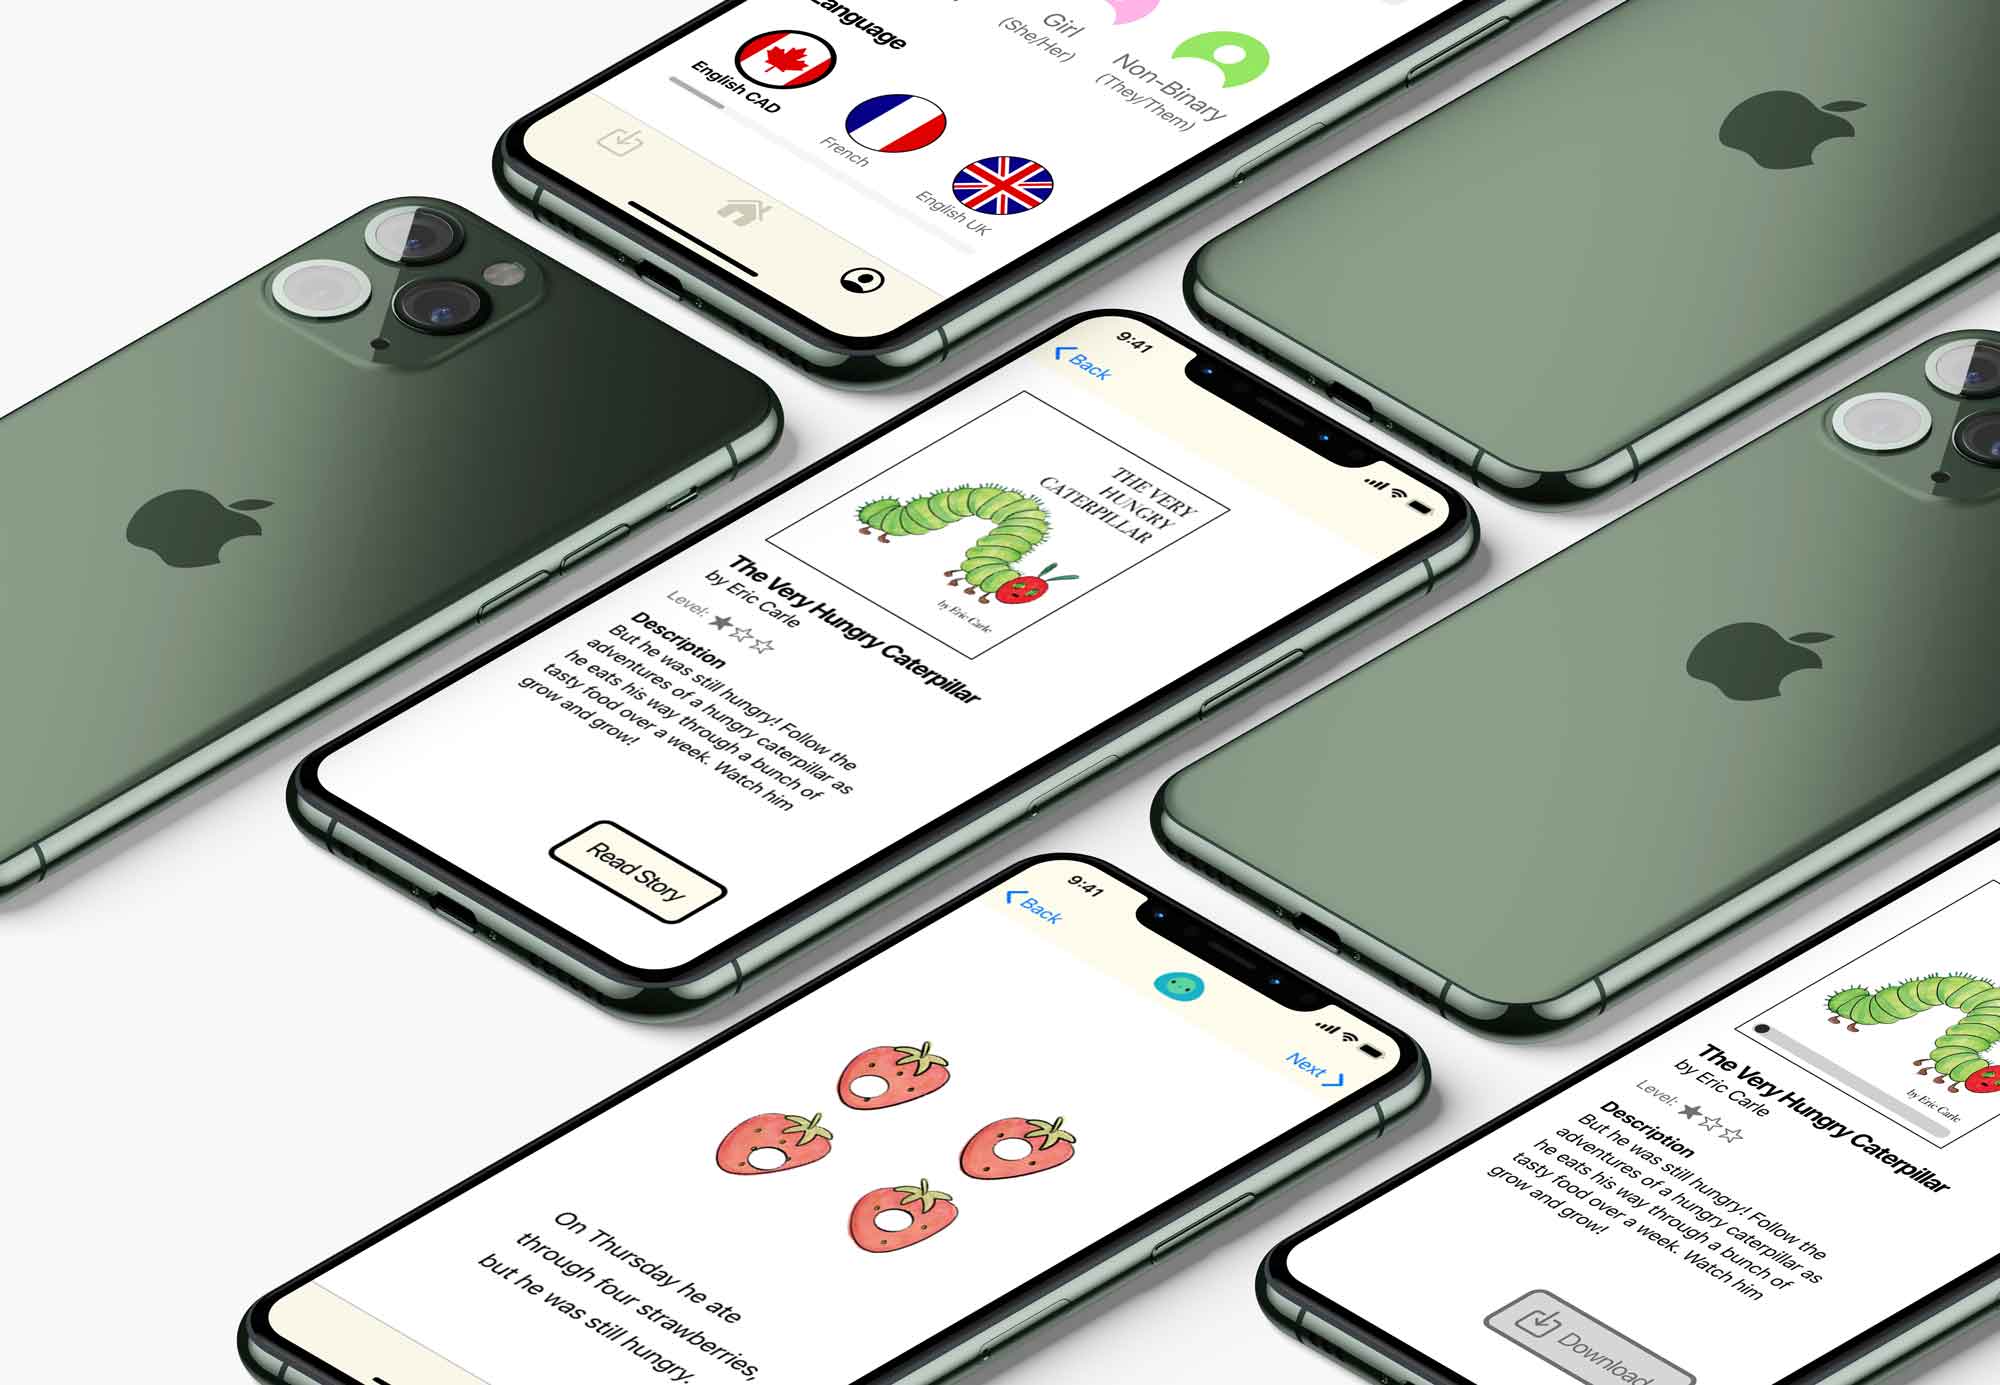 Language
English CAD
French
English UK
Girl
(She/Her)
Non-Binary
(They/Them)
9:41
Back
THE VERY
HUNGRY
CATERPILLAR
by Eric Carle
The Very Hungry Caterpillar
by Eric Carle
Level:
Description
But he was still hungry! Follow the
adventures of a hungry caterpillar as
he eats his way through a bunch of
tasty food over a week. Watch him
grow and grow!
Read Story
9:41
Back
Next
On Thursday he ate
through four strawberries,
but he was still hungry.
by Eric Carle
The Very Hungry Caterpillar
by Eric Carle
Level:
Description
But he was still hungry! Follow the
adventures of a hungry caterpillar as
he eats his way through a bunch of
tasty food over a week. Watch him
grow and grow!
Download